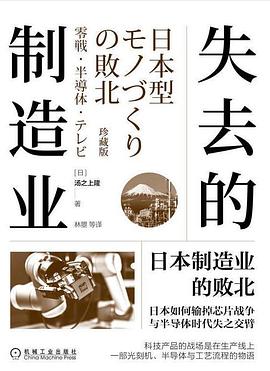 失去的
制造业
日本型
モノづくり
の敗北
零戦・半導体・テレビ
珍藏版
[日]
汤之上隆
著
林曌 等译
日本制造业
的败北
日本如何输掉芯片战争
与半导体时代失之交臂
科技产品的战场是在生产线上
一部光刻机、半导体与工艺流程的物语
机械工业出版社
China Machine Press